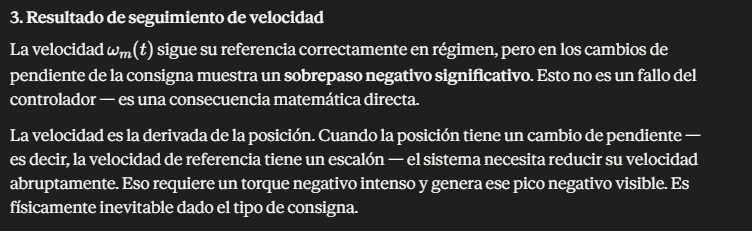 3. Resultado de seguimiento de velocidad
La velocidad ωₘ(t) sigue su referencia correctamente en régimen, pero en los cambios de
pendiente de la consigna muestra un sobrepaso negativo significativo. Esto no es un fallo del
controlador — es una consecuencia matemática directa.
La velocidad es la derivada de la posición. Cuando la posición tiene un cambio de pendiente —
es decir, la velocidad de referencia tiene un escalón — el sistema necesita reducir su velocidad
abruptamente. Eso requiere un torque negativo intenso y genera ese pico negativo visible. Es
físicamente inevitable dado el tipo de consigna.